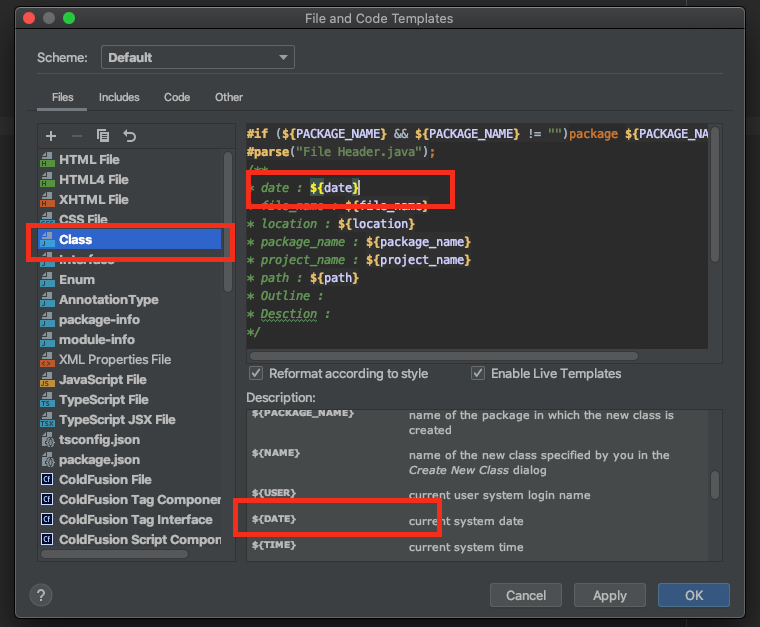 File and Code Templates
Scheme: Default
Files Includes Code Other
HTML File
HTML4 File
XHTML File
CSS File
Class
Interface
Enum
AnnotationType
package-info
module-info
XML Properties File
JavaScript File
TypeScript File
TypeScript JSX File
tsconfig.json
package.json
ColdFusion File
ColdFusion Tag Componen
ColdFusion Tag Interface
ColdFusion Script Compon
#if (${PACKAGE_NAME} && ${PACKAGE_NAME} != "")package ${PACKAGE_NA
#parse("File Header.java");
/**
* date : ${date}
* file_name : ${file_name}
* location : ${location}
* package_name : ${package_name}
* project_name : ${project_name}
* path : ${path}
* Outline :
* Desction :
*/
Reformat according to style Enable Live Templates
Description:
${PACKAGE_NAME} name of the package in which the new class is
created
${NAME} name of the new class specified by you in the
Create New Class dialog
${USER} current user system login name
${DATE} current system date
${TIME} current system time
? Cancel Apply OK